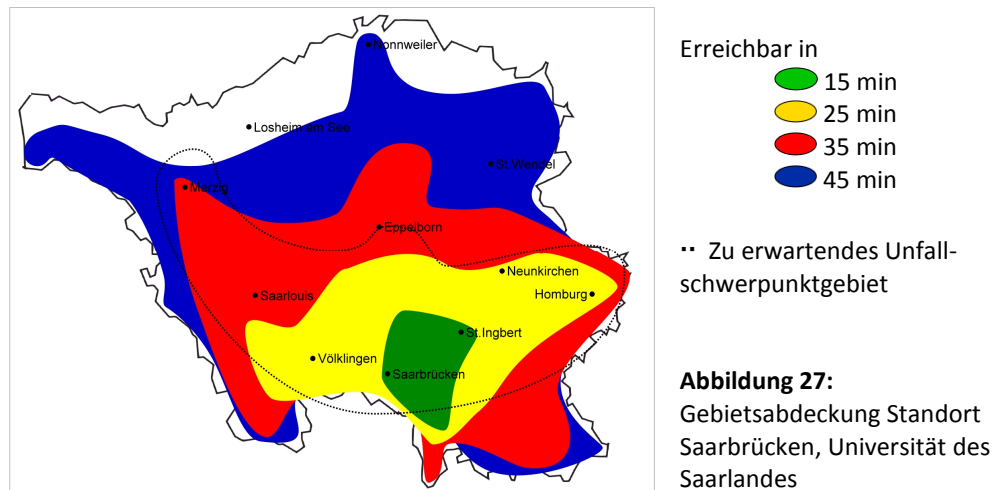 Nonnweiler
Losheim am See
St.Wendel
Merzig
Eppelborn
Neunkirchen
Homburg
Saarlouis
St.Ingbert
Völklingen
Saarbrücken
Erreichbar in
15 min
25 min
35 min
45 min
·· Zu erwartendes Unfall-
schwerpunktgebiet
Abbildung 27:
Gebietsabdeckung Standort
Saarbrücken, Universität des
Saarlandes